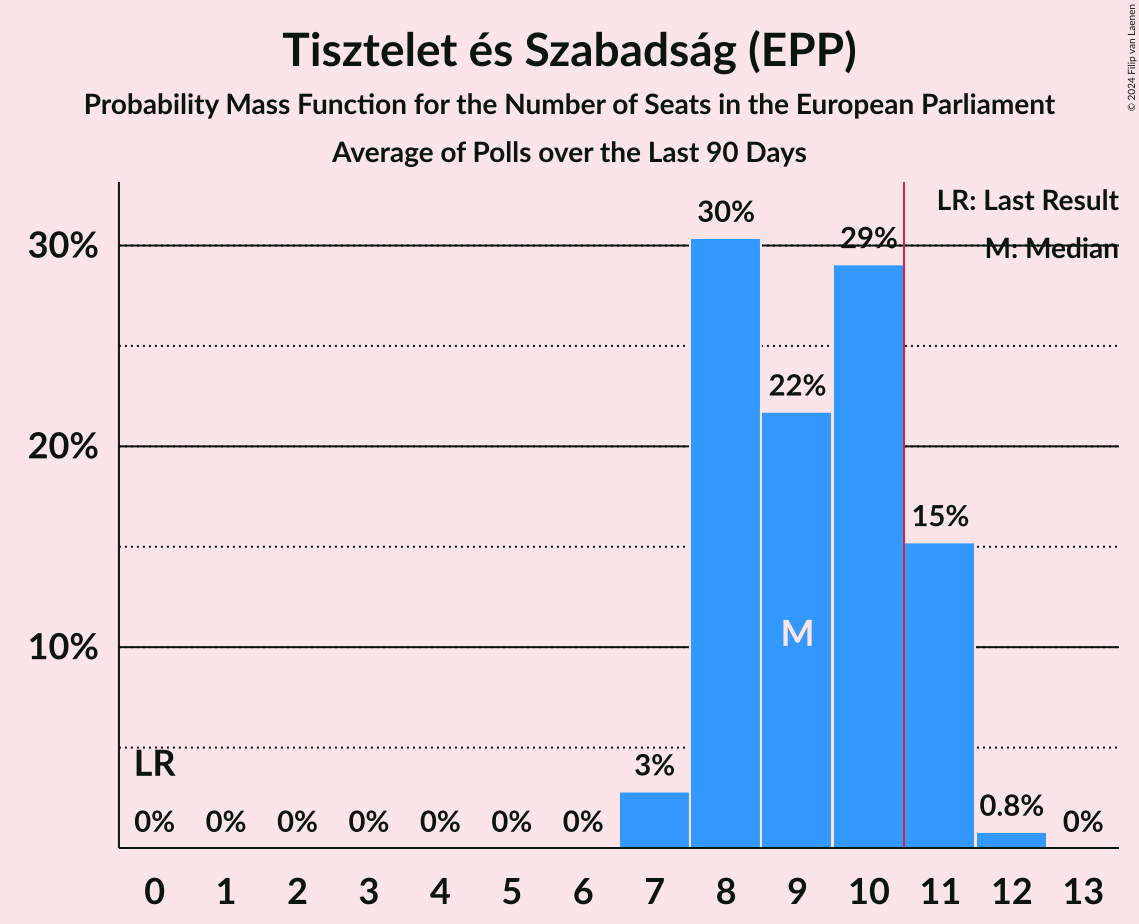 Tisztelet és Szabadság (EPP)
Probability Mass Function for the Number of Seats in the European Parliament
Average of Polls over the Last 90 Days
© 2024 Filip van Laenen
LR: Last Result
M: Median
30%
20%
10%
30%
29%
22%
15%
M
LR
3%
0.8%
0% 0% 0% 0% 0% 0% 0% 0%
0 1 2 3 4 5 6 7 8 9 10 11 12 13